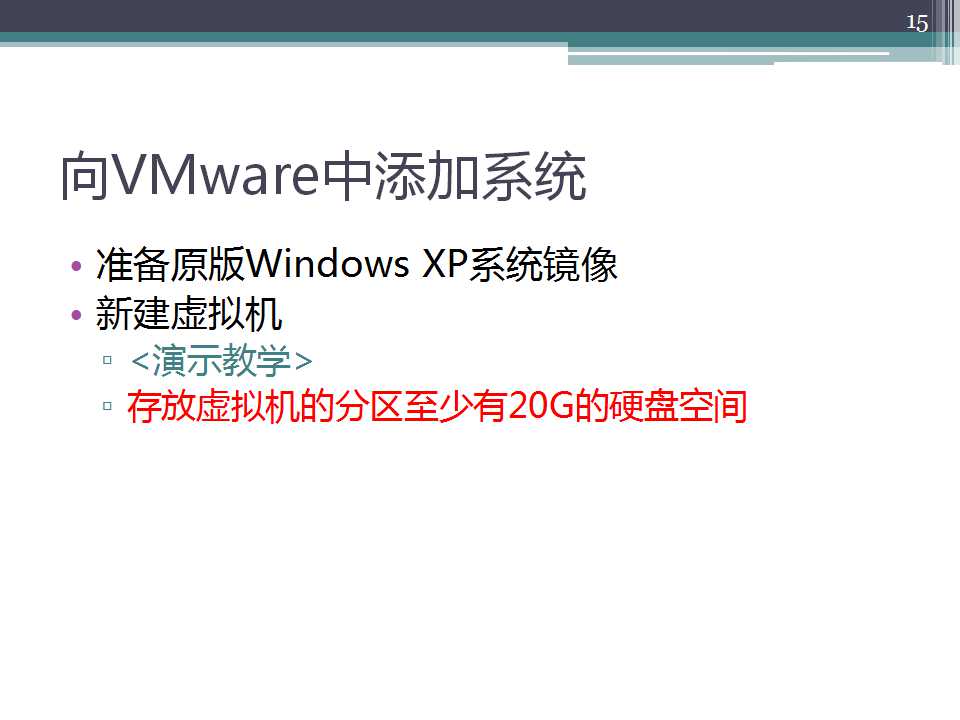 15
向VMware中添加系统
• 准备原版Windows XP系统镜像
• 新建虚拟机
▫ <演示教学>
▫ 存放虚拟机的分区至少有20G的硬盘空间